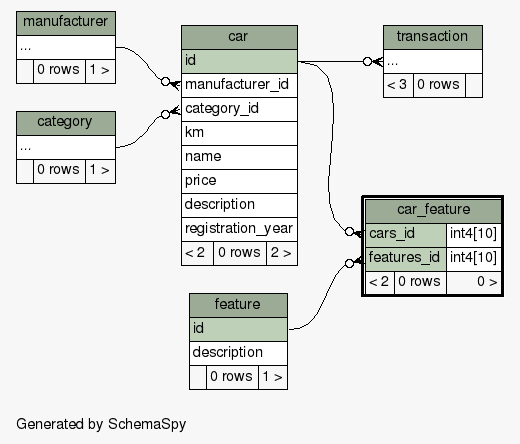 manufacturer
...
0 rows 1 >
category
...
0 rows 1 >
car
id
manufacturer_id
category_id
km
name
price
description
registration_year
< 2 0 rows 2 >
transaction
...
< 3 0 rows
car_feature
cars_id int4[10]
features_id int4[10]
< 2 0 rows 0 >
feature
id
description
0 rows 1 >
Generated by SchemaSpy